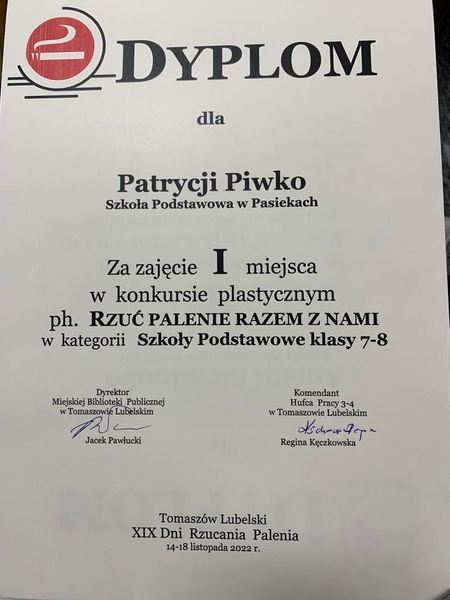 DYPLOM
dla
Patrycji Piwko
Szkoła Podstawowa w Pasiekach
Za zajęcie I miejsca
w konkursie plastycznym
ph. RZUĆ PALENIE RAZEM Z NAMI
w kategorii Szkoły Podstawowe klasy 7-8
Dyrektor
Miejskiej Biblioteki Publicznej
w Tomaszowie Lubelskim
Jacek Pawłucki
Komendant
Hufca Pracy 3-4
w Tomaszowie Lubelskim
Regina Kęczkowska
Tomaszów Lubelski
XIX Dni Rzucania Palenia
14-18 listopada 2022 r.